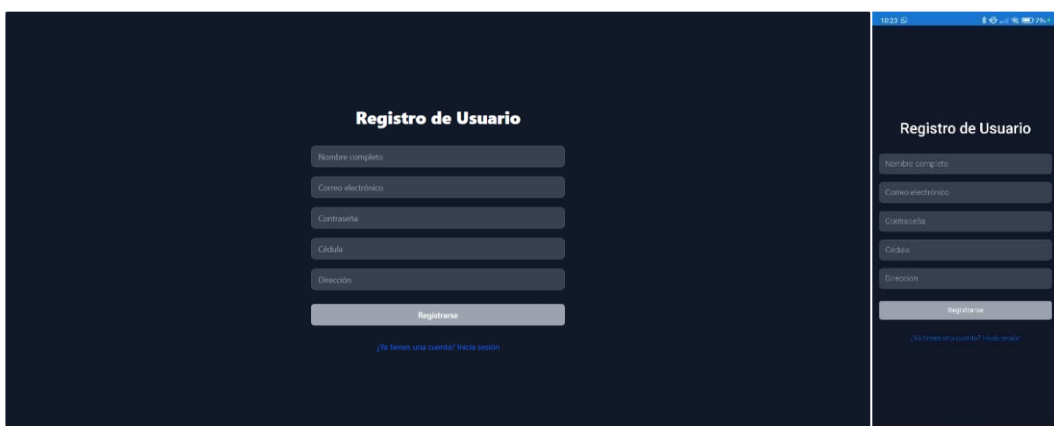 Registro de Usuario
Nombre completo
Correo electrónico
Contraseña
Cédula
Dirección
Registrarse
¿Ya tienes una cuenta? Inicia sesión
10:23
79%
Registro de Usuario
Nombre completo
Correo electrónico
Contraseña
Cédula
Dirección
Registrarse
¿Ya tienes una cuenta? Inicia sesión